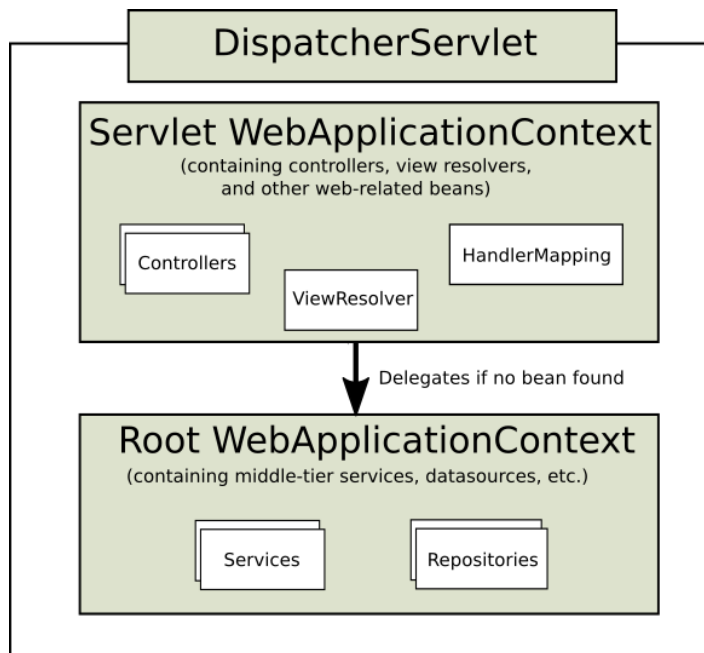 DispatcherServlet
Servlet WebApplicationContext
(containing controllers, view resolvers,
and other web-related beans)
Controllers
HandlerMapping
ViewResolver
Delegates if no bean found
Root WebApplicationContext
(containing middle-tier services, datasources, etc.)
Services
Repositories